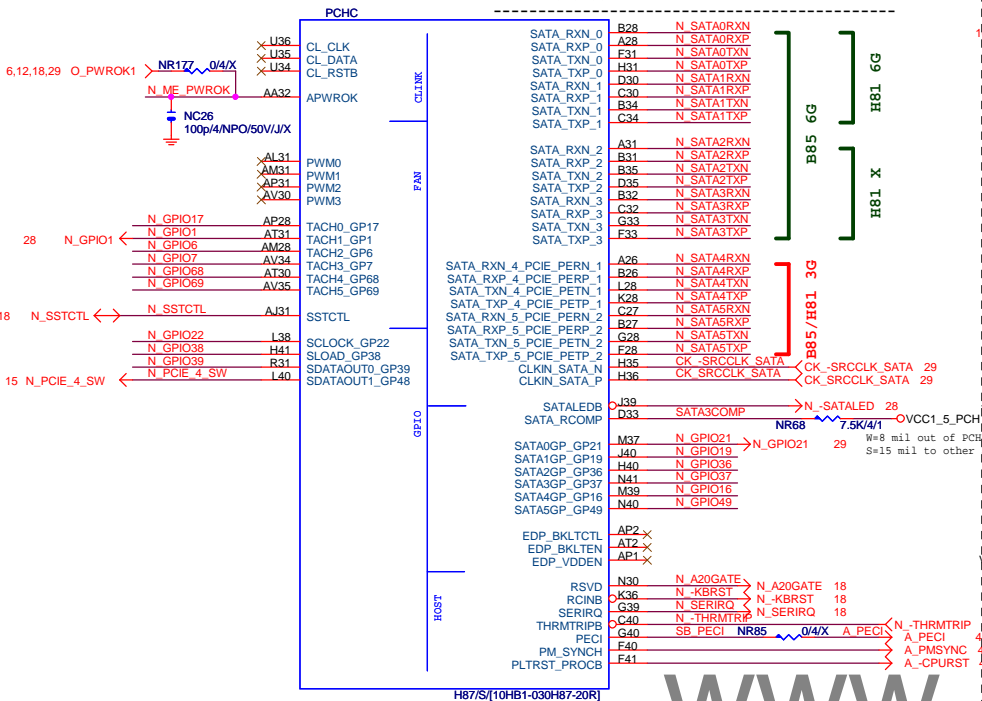 PCHC
U36 CL_CLK
U35 CL_DATA
U34 CL_RSTB
6,12,18,29 O_PWROK1 NR177 0/4/X
N_ME_PWROK AA32 APWROK
NC26
100p/4/NPO/50V/J/X
AL31 PWM0
AM31 PWM1
AP31 PWM2
AV30 PWM3
N_GPIO17 AP28 TACH0_GP17
28 N_GPIO1 N_GPIO1 AT31 TACH1_GP1
N_GPIO6 AM28 TACH2_GP6
N_GPIO7 AV34 TACH3_GP7
N_GPIO68 AT30 TACH4_GP68
N_GPIO69 AV35 TACH5_GP69
18 N_SSTCTL N_SSTCTL AJ31 SSTCTL
N_GPIO22 L38 SCLOCK_GP22
N_GPIO38 H41 SLOAD_GP38
N_GPIO39 R31 SDATAOUT0_GP39
15 N_PCIE_4_SW N_PCIE_4_SW L40 SDATAOUT1_GP48
CLINK
FAN
GPIO
HOST
SATA_RXN_0 B28 N_SATA0RXN
SATA_RXP_0 A28 N_SATA0RXP
SATA_TXN_0 F31 N_SATA0TXN
SATA_TXP_0 H31 N_SATA0TXP
SATA_RXN_1 D30 N_SATA1RXN
SATA_RXP_1 C30 N_SATA1RXP
SATA_TXN_1 B34 N_SATA1TXN
SATA_TXP_1 C34 N_SATA1TXP
SATA_RXN_2 A31 N_SATA2RXN
SATA_RXP_2 B31 N_SATA2RXP
SATA_TXN_2 B35 N_SATA2TXN
SATA_TXP_2 D35 N_SATA2TXP
SATA_RXN_3 B32 N_SATA3RXN
SATA_RXP_3 C32 N_SATA3RXP
SATA_TXN_3 G33 N_SATA3TXN
SATA_TXP_3 F33 N_SATA3TXP
B85 6G
H81 6G
H81 X
SATA_RXN_4_PCIE_PERN_1 A26 N_SATA4RXN
SATA_RXP_4_PCIE_PERP_1 B26 N_SATA4RXP
SATA_TXN_4_PCIE_PETN_1 L28 N_SATA4TXN
SATA_TXP_4_PCIE_PETP_1 K28 N_SATA4TXP
SATA_RXN_5_PCIE_PERN_2 C27 N_SATA5RXN
SATA_RXP_5_PCIE_PERP_2 B27 N_SATA5RXP
SATA_TXN_5_PCIE_PETN_2 G28 N_SATA5TXN
SATA_TXP_5_PCIE_PETP_2 F28 N_SATA5TXP
B85/H81 3G
CLKIN_SATA_N H35 CK_-SRCCLK_SATA CK_-SRCCLK_SATA 29
CLKIN_SATA_P H36 CK_SRCCLK_SATA CK_SRCCLK_SATA 29
SATALEDB J39 N_-SATALED 28
SATA_RCOMP D33 SATA3COMP NR68 7.5K/4/1 VCC1_5_PCH
W=8 mil out of PCH
S=15 mil to other
SATA0GP_GP21 M37 N_GPIO21 N_GPIO21 29
SATA1GP_GP19 J40 N_GPIO19
SATA2GP_GP36 H40 N_GPIO36
SATA3GP_GP37 N41 N_GPIO37
SATA4GP_GP16 M39 N_GPIO16
SATA5GP_GP49 N40 N_GPIO49
EDP_BKLTCTL AP2
EDP_BKLTEN AT2
EDP_VDDEN AP1
RSVD N30 N_A20GATE N_A20GATE 18
RCINB K36 N_-KBRST N_-KBRST 18
SERIRQ G39 N_SERIRQ N_SERIRQ 18
THRMTRIPB C40 N_-THRMTRIP N_-THRMTRIP
PECI G40 SB_PECI NR85 0/4/X A_PECI A_PECI 4
PM_SYNCH F40 A_PMSYNC
PLTRST_PROCB F41 A_-CPURST
H87/S/[10HB1-030H87-20R]
WWW